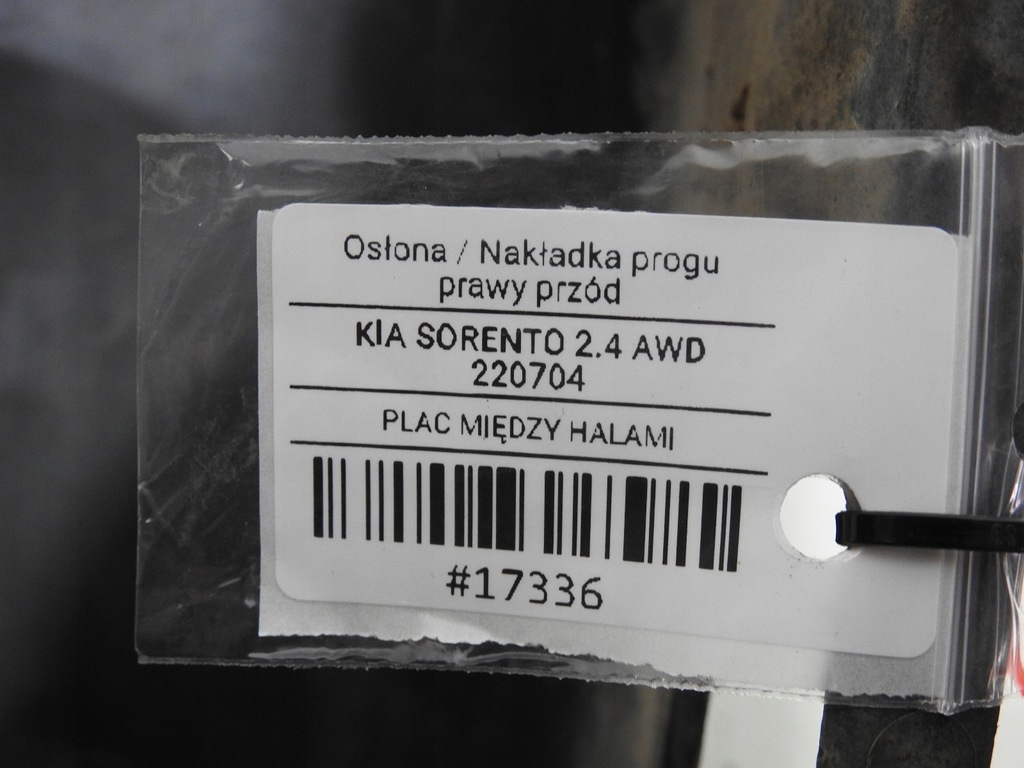 Osłona / Nakładka progu
prawy przód
KIA SORENTO 2.4 AWD
220704
PLAC MIĘDZY HALAMI
#17336